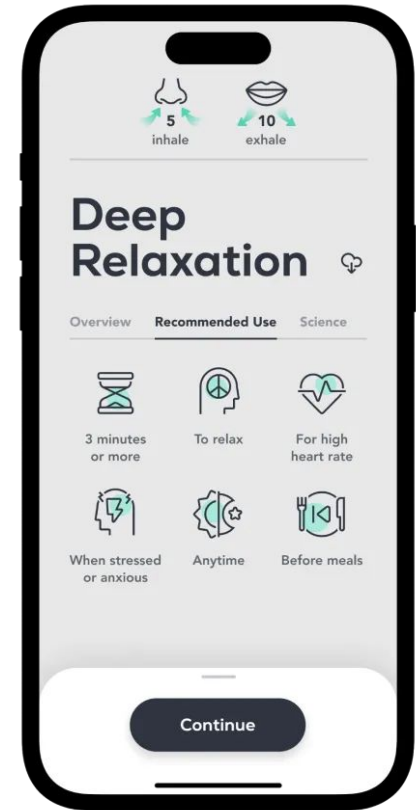 5 10
inhale exhale
Deep
Relaxation
Overview Recommended Use Science
3 minutes
or more
To relax
For high
heart rate
When stressed
or anxious
Anytime
Before meals
Continue